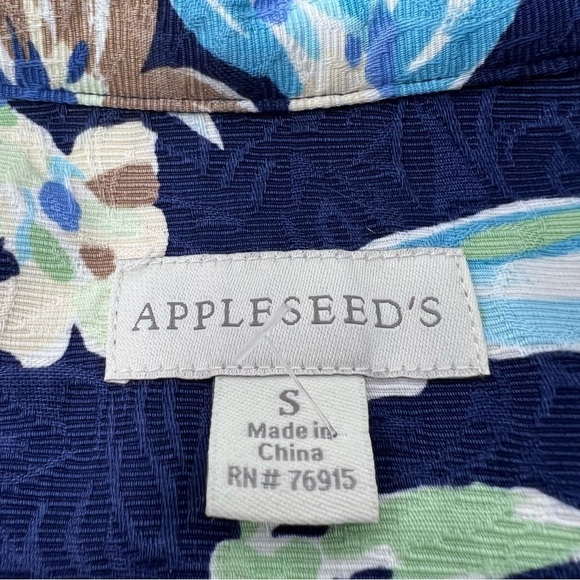 APPLESEED'S
S
Made in
China
RN# 76915